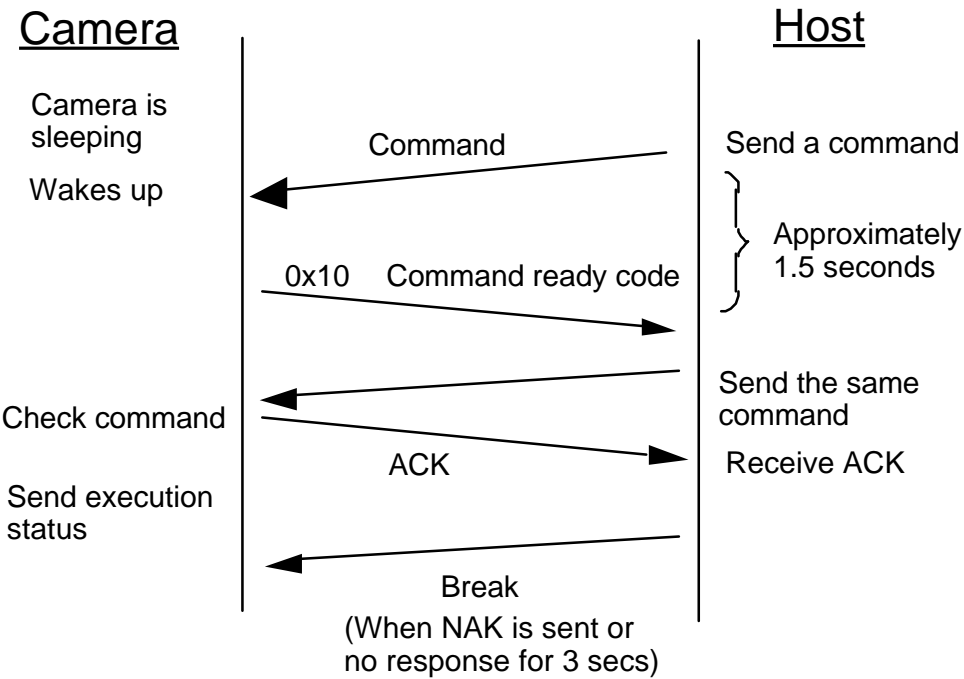 Camera
Host
Camera is
sleeping
Command
Send a command
Wakes up
Approximately
1.5 seconds
0x10 Command ready code
Send the same
command
Check command
ACK
Receive ACK
Send execution
status
Break
(When NAK is sent or
no response for 3 secs)